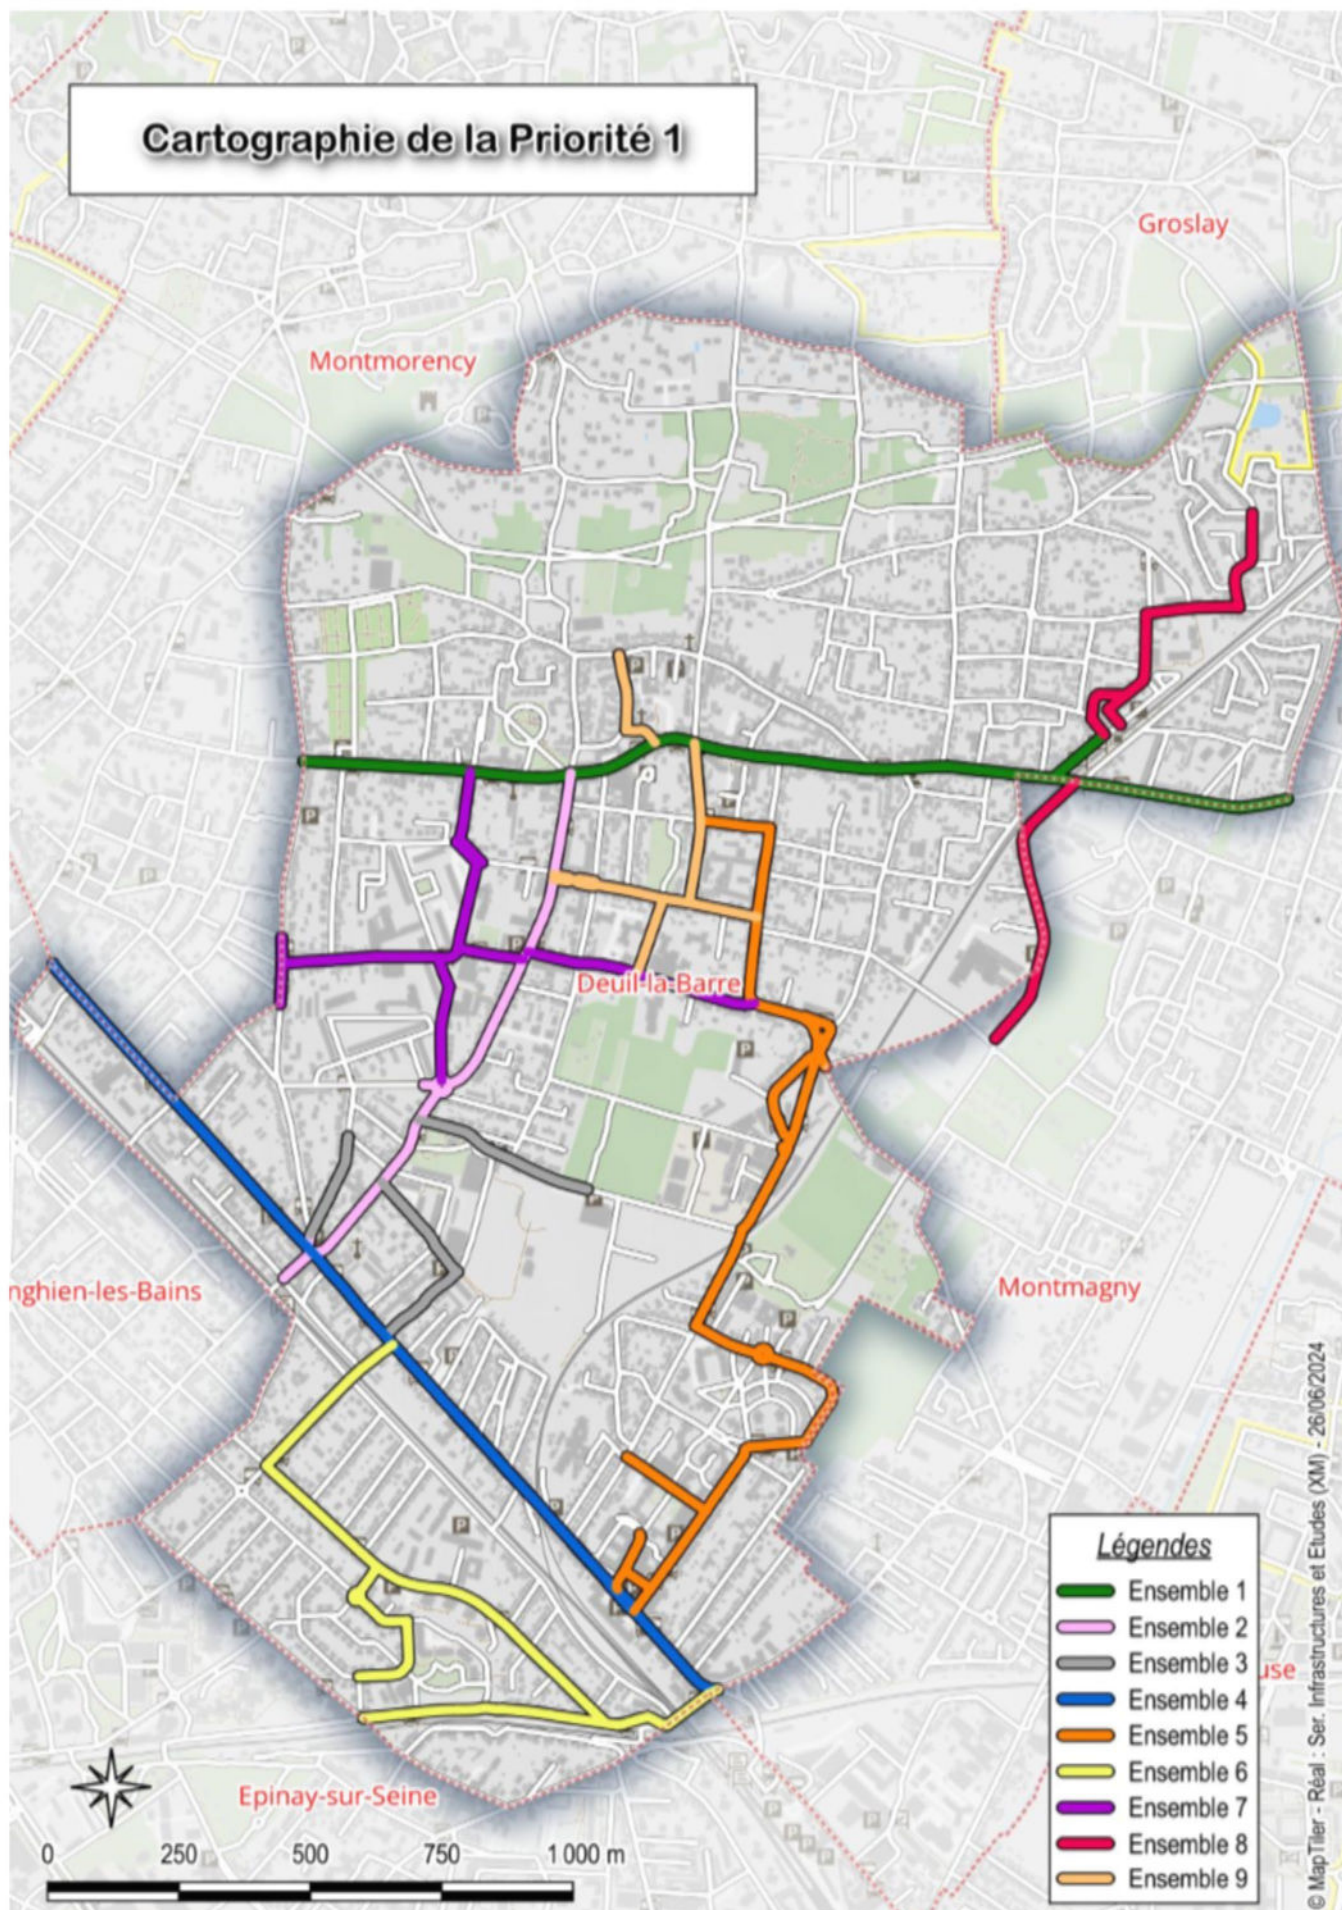 Cartographie de la Priorité 1
Groslay
Montmorency
Deuil-la-Barre
nghien-les-Bains
Montmagny
Légendes
Ensemble 1
Ensemble 2
Ensemble 3
Ensemble 4
Ensemble 5
Ensemble 6
Ensemble 7
Ensemble 8
Ensemble 9
use
Epinay-sur-Seine
0 250 500 750 1 000 m
© MapTiler - Réal : Ser. Infrastructures et Etudes (XM) - 26/06/2024